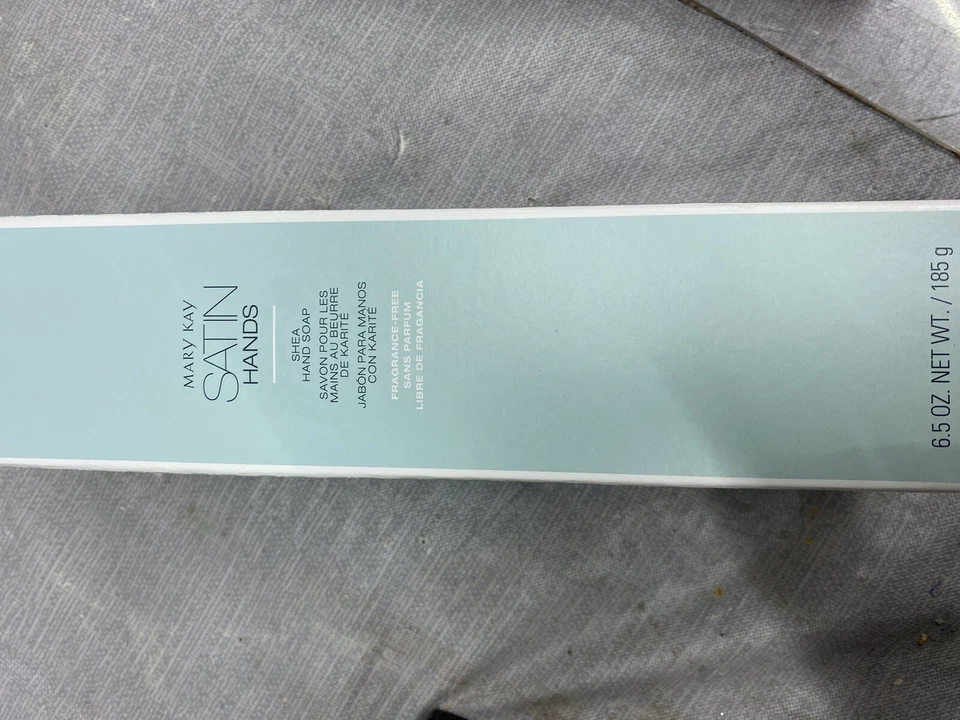 MARY KAY
SATIN
HANDS
SHEA
HAND SOAP
SAVON POUR LES
MAINS AU BEURRE
DE KARITÉ
JABÓN PARA MANOS
CON KARITÉ
FRAGRANCE-FREE
SANS PARFUM
LIBRE DE FRAGANCIA
6.5 OZ. NET WT. / 185 g